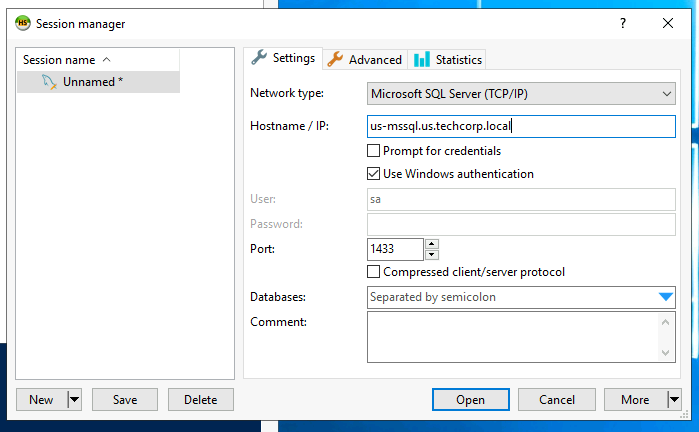 HS
Session manager
?
Session name
Unnamed *
Settings
Advanced
Statistics
Network type:
Microsoft SQL Server (TCP/IP)
Hostname / IP:
us-mssql.us.techcorp.local
Prompt for credentials
Use Windows authentication
User:
sa
Password:
Port:
1433
Compressed client/server protocol
Databases:
Separated by semicolon
Comment:
New
Save
Delete
Open
Cancel
More